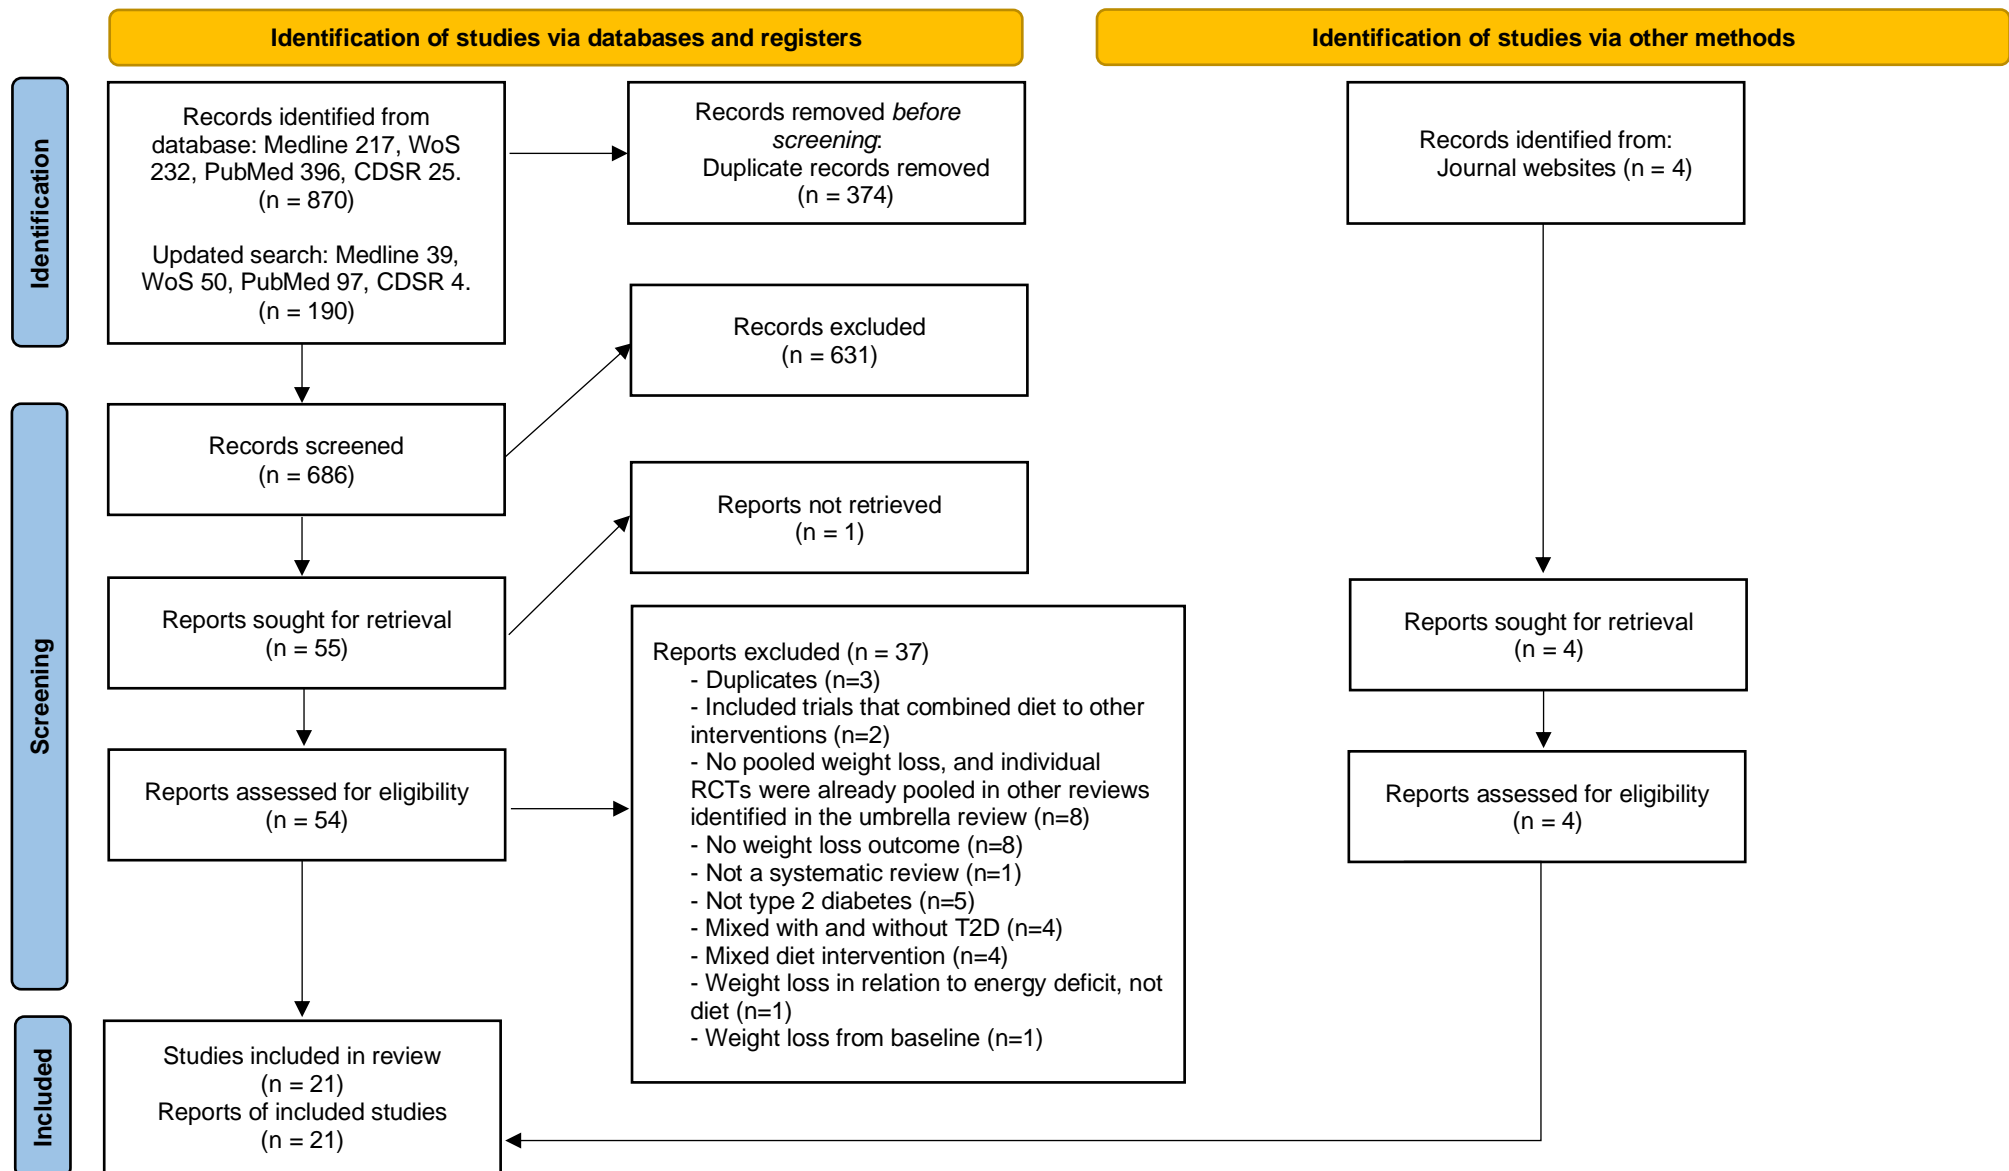 Identification of studies via databases and registers
Identification of studies via other methods
Identification
Records identified from
database: Medline 217, WoS
232, PubMed 396, CDSR 25.
(n = 870)
Updated search: Medline 39,
WoS 50, PubMed 97, CDSR 4.
(n = 190)
Records removed before
screening:
Duplicate records removed
(n = 374)
Records identified from:
Journal websites (n = 4)
Records excluded
(n = 631)
Screening
Records screened
(n = 686)
Reports not retrieved
(n = 1)
Reports sought for retrieval
(n = 55)
Reports sought for retrieval
(n = 4)
Reports assessed for eligibility
(n = 54)
Reports excluded (n = 37)
- Duplicates (n=3)
- Included trials that combined diet to other
interventions (n=2)
- No pooled weight loss, and individual
RCTs were already pooled in other reviews
identified in the umbrella review (n=8)
- No weight loss outcome (n=8)
- Not a systematic review (n=1)
- Not type 2 diabetes (n=5)
- Mixed with and without T2D (n=4)
- Mixed diet intervention (n=4)
- Weight loss in relation to energy deficit, not
diet (n=1)
- Weight loss from baseline (n=1)
Reports assessed for eligibility
(n = 4)
Included
Studies included in review
(n = 21)
Reports of included studies
(n = 21)